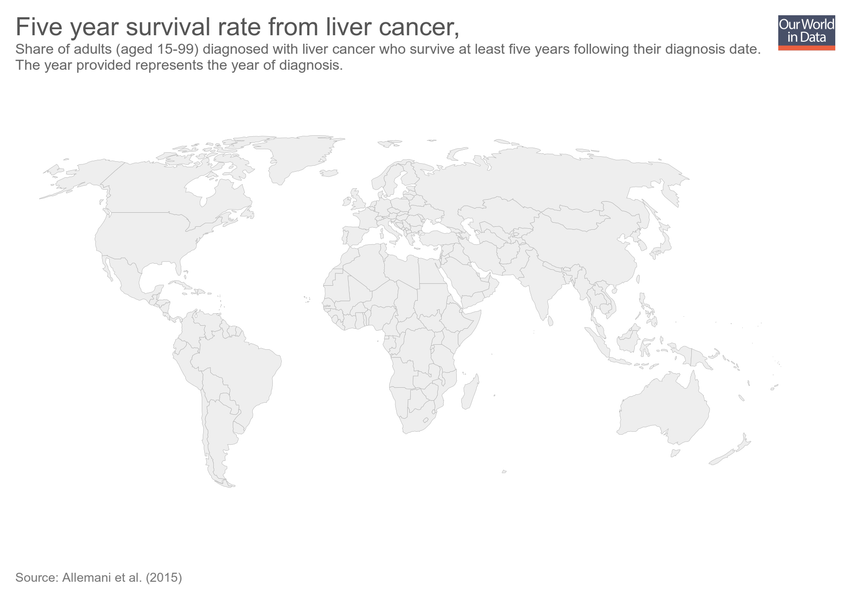 Five year survival rate from liver cancer,
Our World
in Data
Share of adults (aged 15-99) diagnosed with liver cancer who survive at least five years following their diagnosis date.
The year provided represents the year of diagnosis.
Source: Allemani et al. (2015)